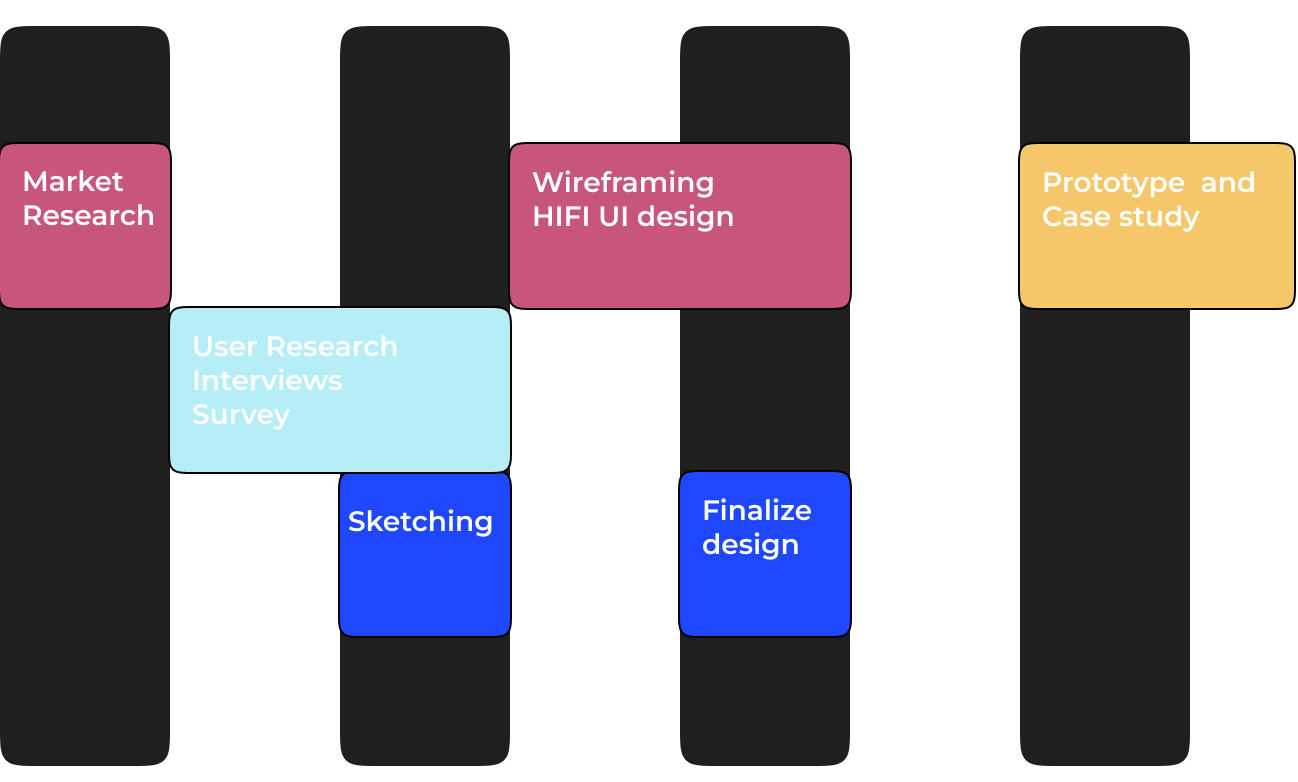 Market
Research
Wireframing
HIFI UI design
Prototype  and
Case study
User Research
Interviews
Survey
Sketching
Finalize
design